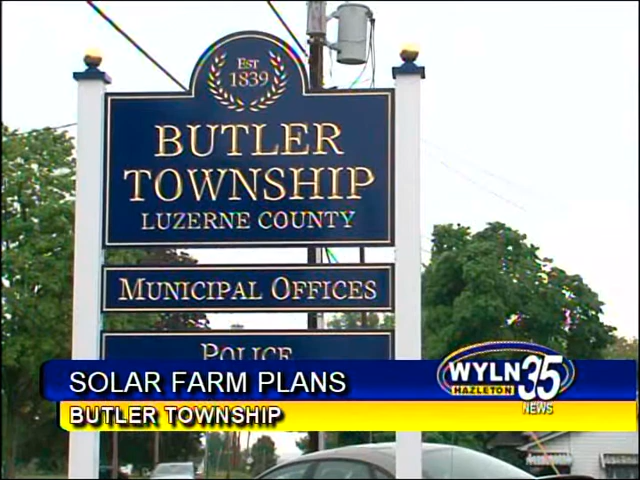 EST
1839
BUTLER
TOWNSHIP
LUZERNE COUNTY
MUNICIPAL OFFICES
POLICE
SOLAR FARM PLANS
BUTLER TOWNSHIP
WYLN 35
HAZLETON
NEWS